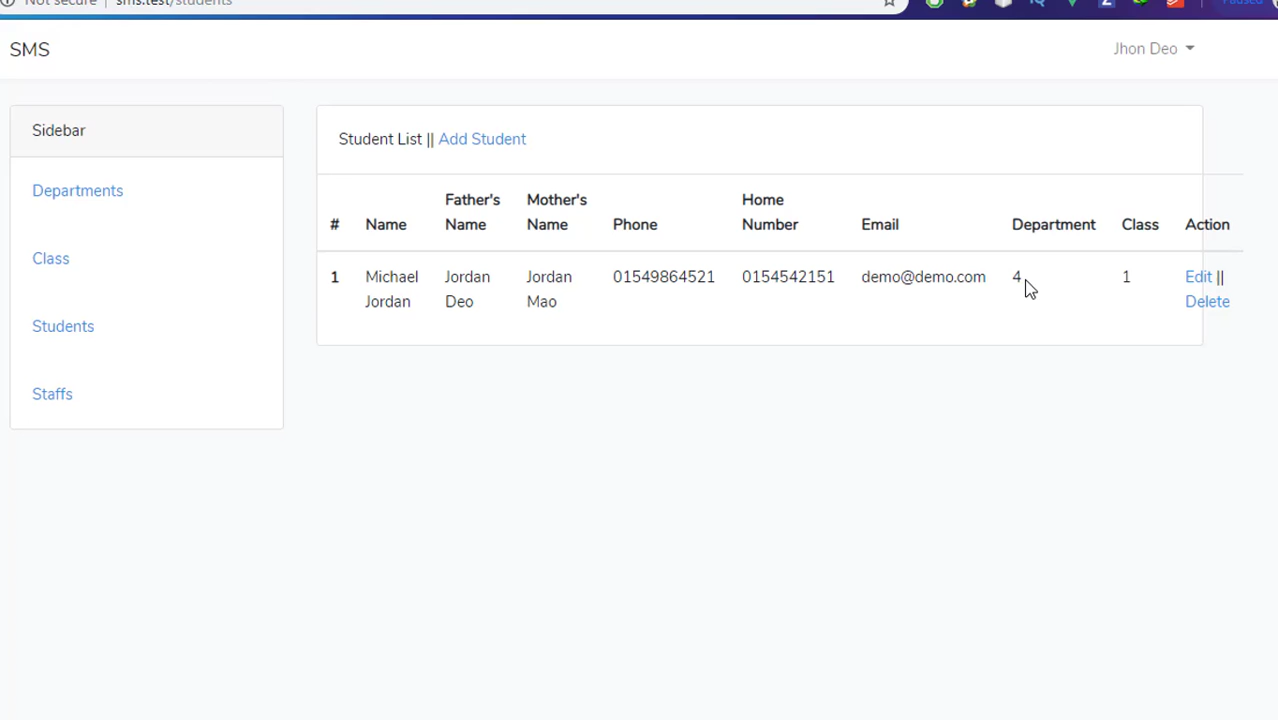 Not secure sms.test/students
Paused
SMS
Jhon Deo
Sidebar
Departments
Class
Students
Staffs
Student List || Add Student
# Name Father's Name Mother's Name Phone Home Number Email Department Class Action
1 Michael Jordan Jordan Deo Jordan Mao 01549864521 0154542151 demo@demo.com 4 1 Edit || Delete